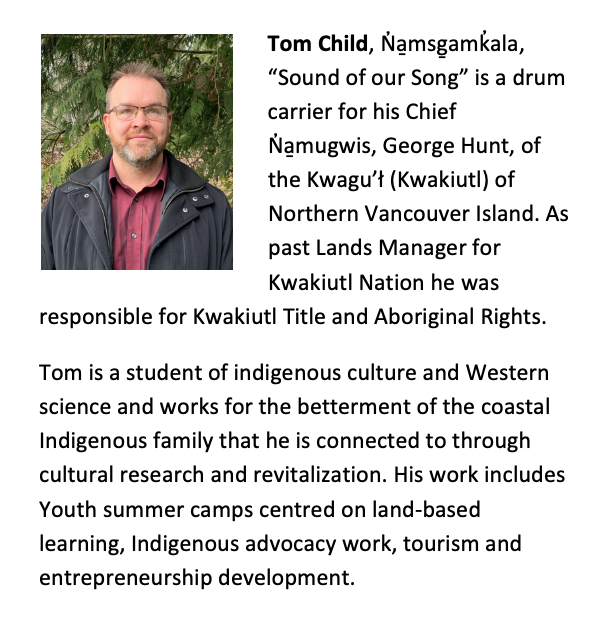 Tom Child, N̓a̱msg̱amk̓ala,
“Sound of our Song” is a drum
carrier for his Chief
N̓a̱mugwis, George Hunt, of
the Kwagu’ł (Kwakiutl) of
Northern Vancouver Island. As
past Lands Manager for
Kwakiutl Nation he was
responsible for Kwakiutl Title and Aboriginal Rights.
Tom is a student of indigenous culture and Western
science and works for the betterment of the coastal
Indigenous family that he is connected to through
cultural research and revitalization. His work includes
Youth summer camps centred on land-based
learning, Indigenous advocacy work, tourism and
entrepreneurship development.